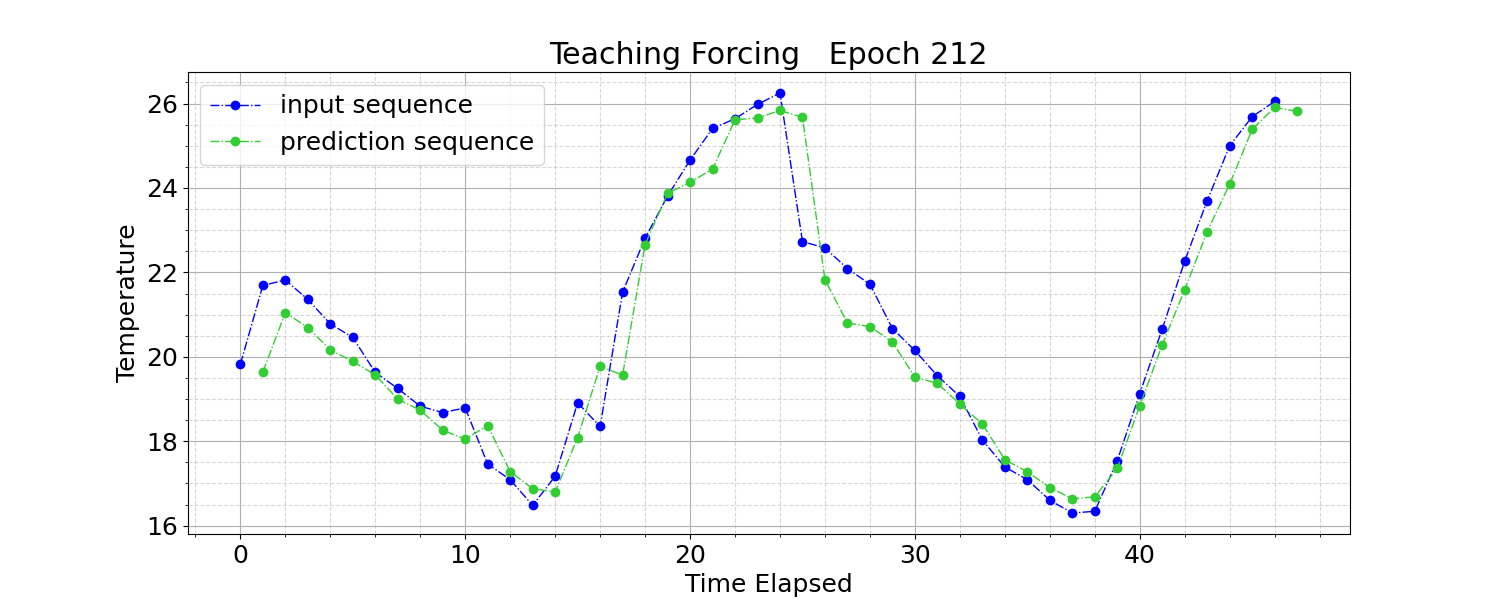 Teaching Forcing   Epoch 212
input sequence
prediction sequence
Temperature
26
24
22
20
18
16
0 10 20 30 40
Time Elapsed